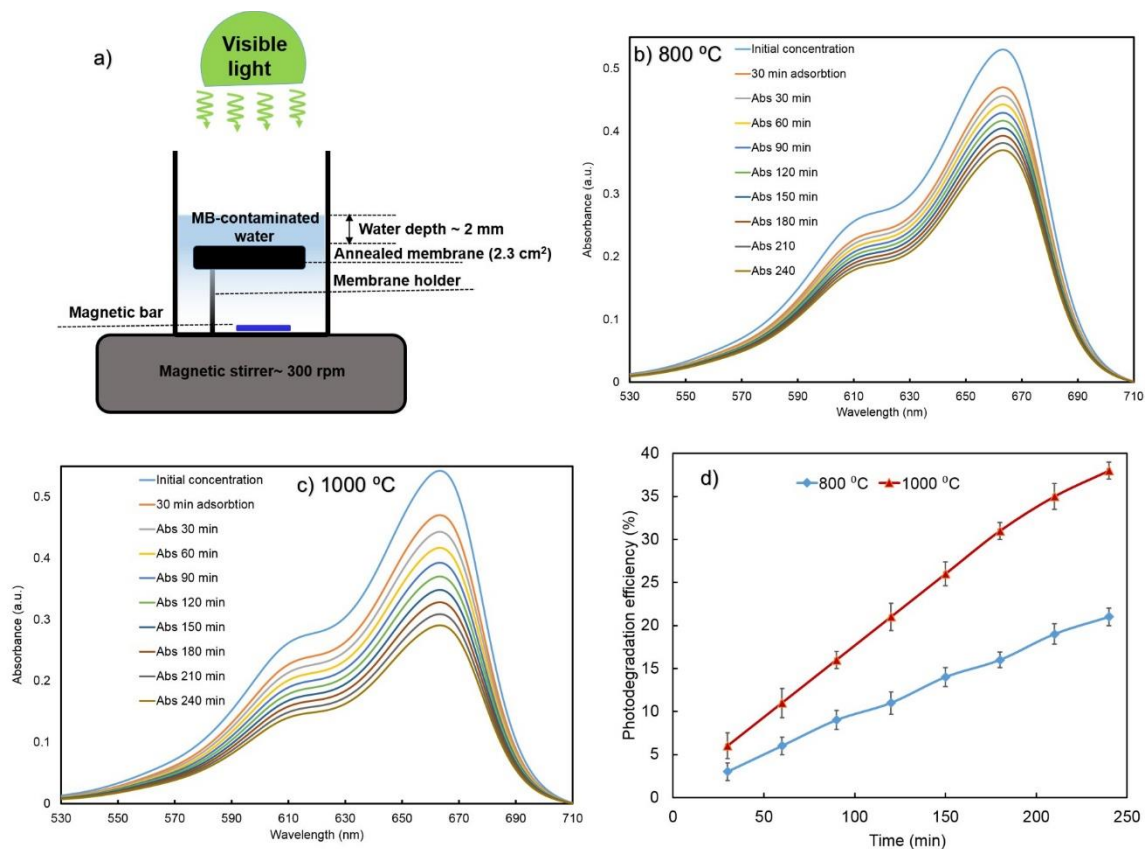 a)
Visible
light
MB-contaminated
water
Water depth ~ 2 mm
Annealed membrane (2.3 cm²)
Membrane holder
Magnetic bar
Magnetic stirrer~ 300 rpm
b) 800 ºC
Initial concentration
30 min adsorbtion
Abs 30 min
Abs 60 min
Abs 90 min
Abs 120 min
Abs 150 min
Abs 180 min
Abs 210
Abs 240
Absorbance (a.u.)
0.5
0.4
0.3
0.2
0.1
0
530 550 570 590 610 630 650 670 690 710
Wavelength (nm)
c) 1000 ºC
Initial concentration
30 min adsorbtion
Abs 30 min
Abs 60 min
Abs 90 min
Abs 120 min
Abs 150 min
Abs 180 min
Abs 210 min
Abs 240 min
Absorbance (a.u.)
0.5
0.4
0.3
0.2
0.1
0
530 550 570 590 610 630 650 670 690 710
Wavelength (nm)
d)
800 ºC 1000 ºC
Photodegradation efficiency (%)
40
35
30
25
20
15
10
5
0
0 50 100 150 200 250
Time (min)